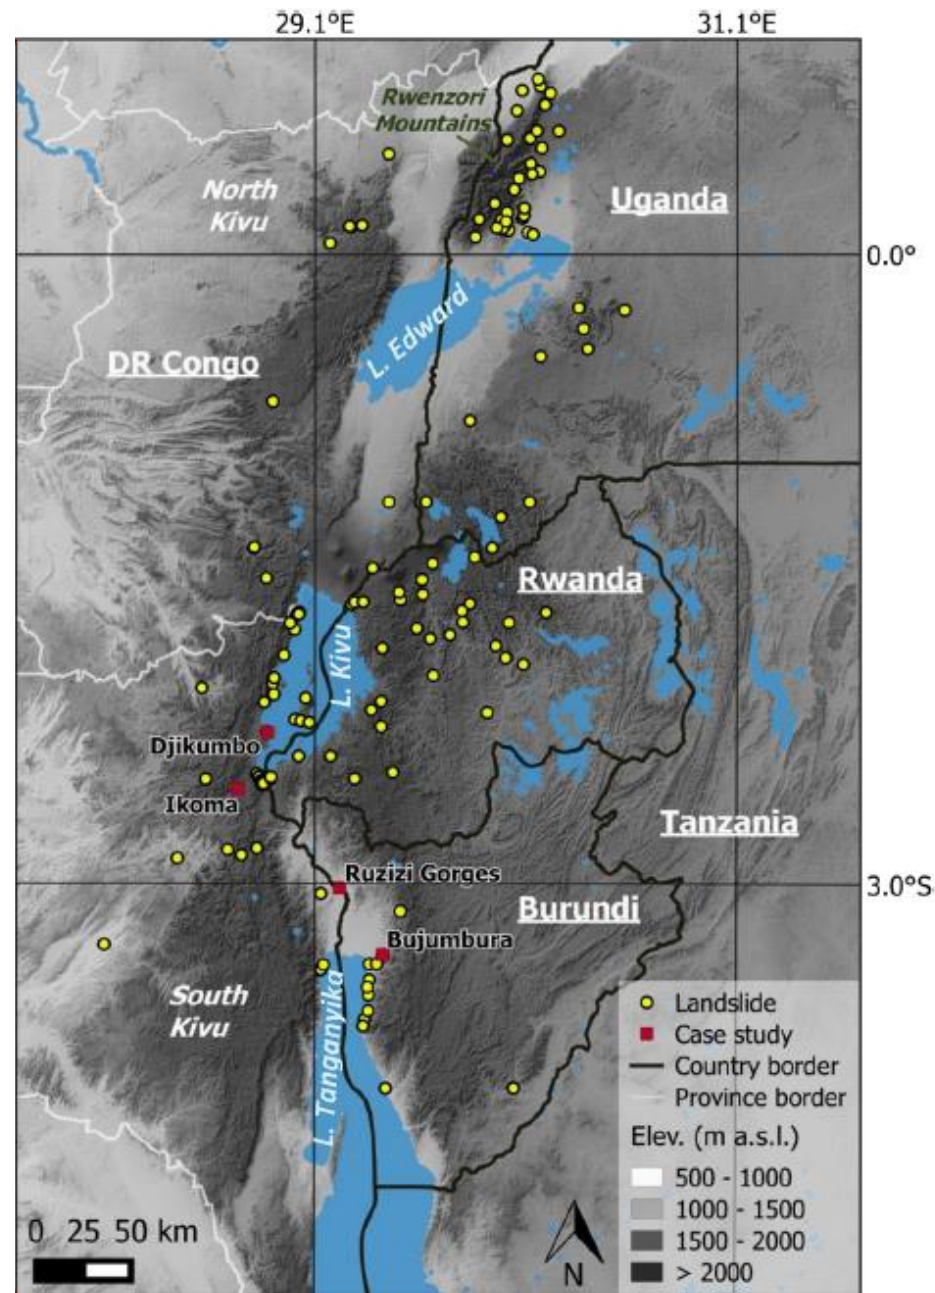 29.1°E
31.1°E
Rwenzori
Mountains
North
Kivu
Uganda
0.0°
L. Edward
DR Congo
Rwanda
L. Kivu
Djikumbo
Ikoma
Tanzania
Ruzizi Gorges
3.0°S
Burundi
Bujumbura
South
Kivu
L. Tanganyika
Landslide
Case study
Country border
Province border
Elev. (m a.s.l.)
500 - 1000
1000 - 1500
1500 - 2000
> 2000
0 25 50 km
N